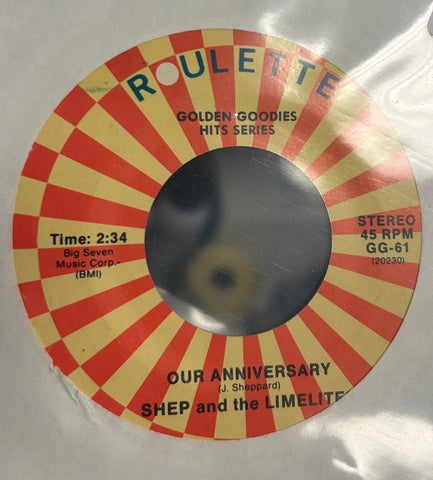 ROULETTE
GOLDEN GOODIES
HITS SERIES
Time: 2:34
Big Seven
Music Corp.-
(BMI)
STEREO
45 RPM
GG-61
(20230)
OUR ANNIVERSARY
(J. Sheppard)
SHEP and the LIMELITE